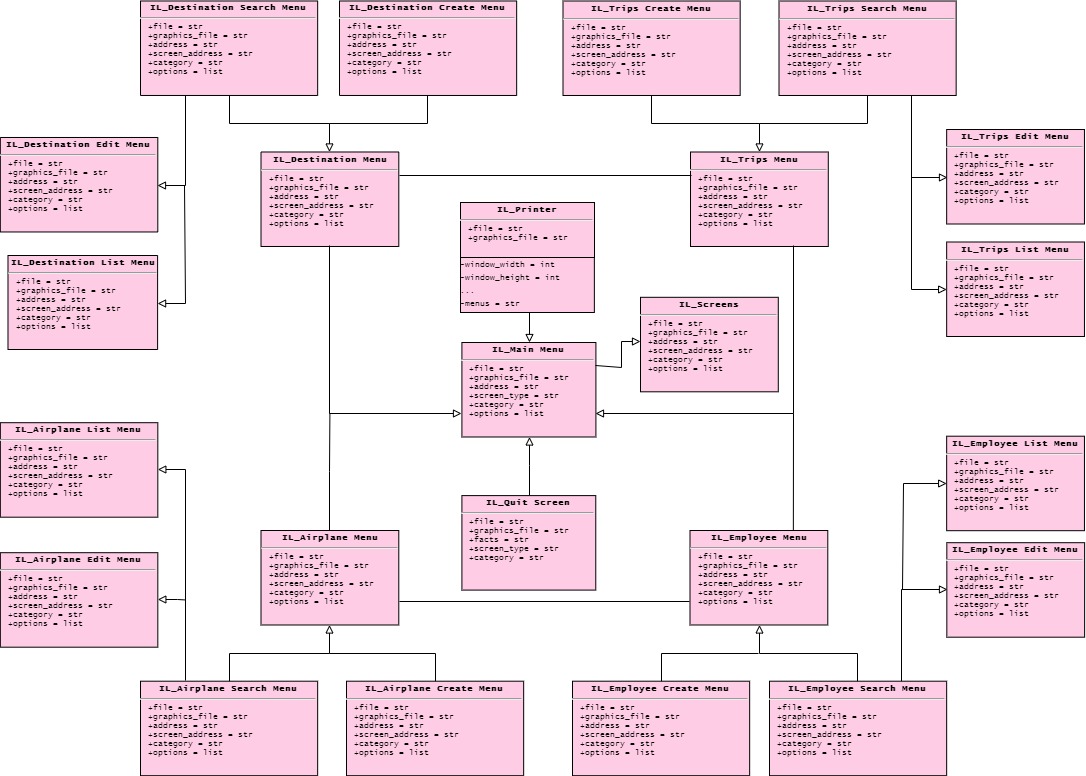 IL_Destination Search Menu
+file = str
+graphics_file = str
+address = str
+screen_address = str
+category = str
+options = list
IL_Destination Create Menu
+file = str
+graphics_file = str
+address = str
+screen_address = str
+category = str
+options = list
IL_Trips Create Menu
+file = str
+graphics_file = str
+address = str
+screen_address = str
+category = str
+options = list
IL_Trips Search Menu
+file = str
+graphics_file = str
+address = str
+screen_address = str
+category = str
+options = list
IL_Destination Edit Menu
+file = str
+graphics_file = str
+address = str
+screen_address = str
+category = str
+options = list
IL_Destination Menu
+file = str
+graphics_file = str
+address = str
+screen_address = str
+category = str
+options = list
IL_Trips Menu
+file = str
+graphics_file = str
+address = str
+screen_address = str
+category = str
+options = list
IL_Trips Edit Menu
+file = str
+graphics_file = str
+address = str
+screen_address = str
+category = str
+options = list
IL_Printer
+file = str
+graphics_file = str
-window_width = int
-window_height = int
...
-menus = str
IL_Destination List Menu
+file = str
+graphics_file = str
+address = str
+screen_address = str
+category = str
+options = list
IL_Trips List Menu
+file = str
+graphics_file = str
+address = str
+screen_address = str
+category = str
+options = list
IL_Screens
+file = str
+graphics_file = str
+address = str
+screen_address = str
+category = str
+options = list
IL_Main Menu
+file = str
+graphics_file = str
+address = str
+screen_type = str
+category = str
+options = list
IL_Airplane List Menu
+file = str
+graphics_file = str
+address = str
+screen_address = str
+category = str
+options = list
IL_Employee List Menu
+file = str
+graphics_file = str
+address = str
+screen_address = str
+category = str
+options = list
IL_Quit Screen
+file = str
+graphics_file = str
+facts = str
+screen_type = str
+category = str
IL_Airplane Menu
+file = str
+graphics_file = str
+address = str
+screen_address = str
+category = str
+options = list
IL_Employee Menu
+file = str
+graphics_file = str
+address = str
+screen_address = str
+category = str
+options = list
IL_Airplane Edit Menu
+file = str
+graphics_file = str
+address = str
+screen_address = str
+category = str
+options = list
IL_Employee Edit Menu
+file = str
+graphics_file = str
+address = str
+screen_address = str
+category = str
+options = list
IL_Airplane Search Menu
+file = str
+graphics_file = str
+address = str
+screen_address = str
+category = str
+options = list
IL_Airplane Create Menu
+file = str
+graphics_file = str
+address = str
+screen_address = str
+category = str
+options = list
IL_Employee Create Menu
+file = str
+graphics_file = str
+address = str
+screen_address = str
+category = str
+options = list
IL_Employee Search Menu
+file = str
+graphics_file = str
+address = str
+screen_address = str
+category = str
+options = list